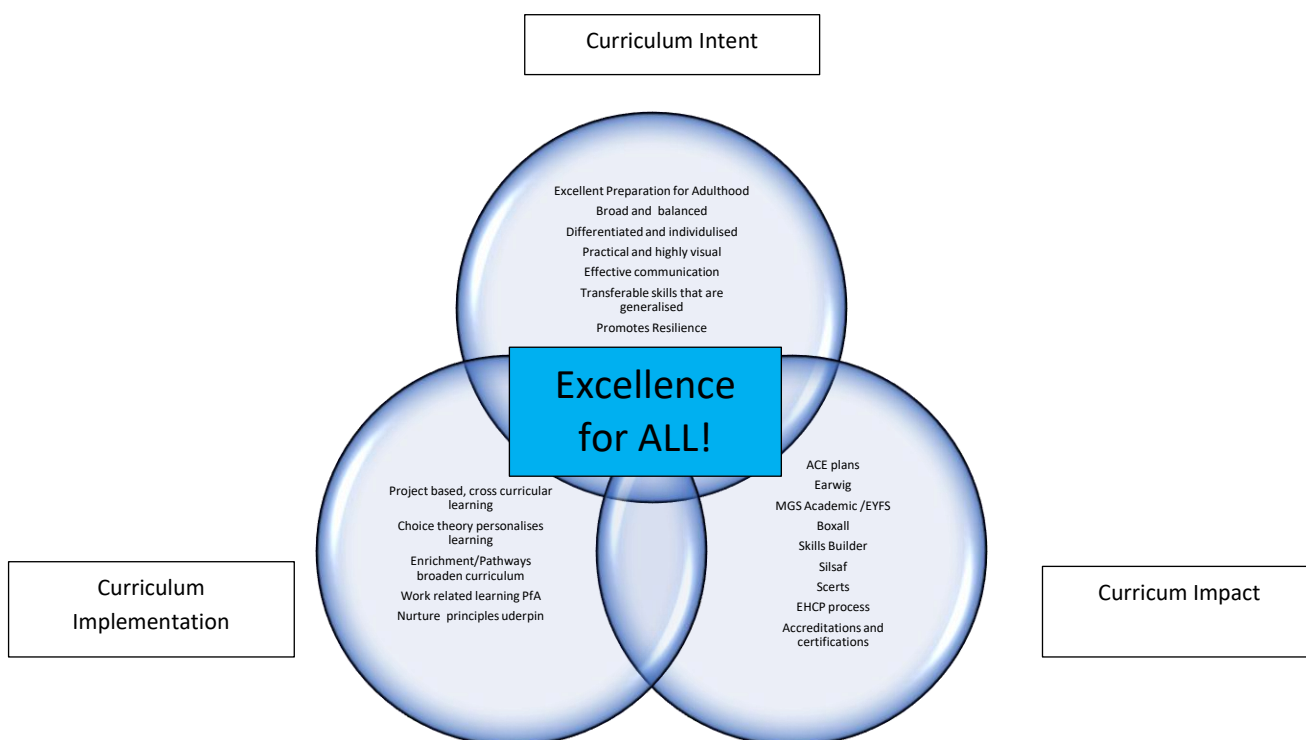 Curriculum Intent
Excellent Preparation for Adulthood
Broad and  balanced
Differentiated and individulised
Practical and highly visual
Effective communication
Transferable skills that are
generalised
Promotes Resilience
Excellence
for ALL!
Project based, cross curricular
learning
Choice theory personalises
learning
Enrichment/Pathways
broaden curriculum
Work related learning PfA
Nurture  principles uderpin
ACE plans
Earwig
MGS Academic /EYFS
Boxall
Skills Builder
Silsaf
Scerts
EHCP process
Accreditations and
certifications
Curriculum
Implementation
Curricum Impact